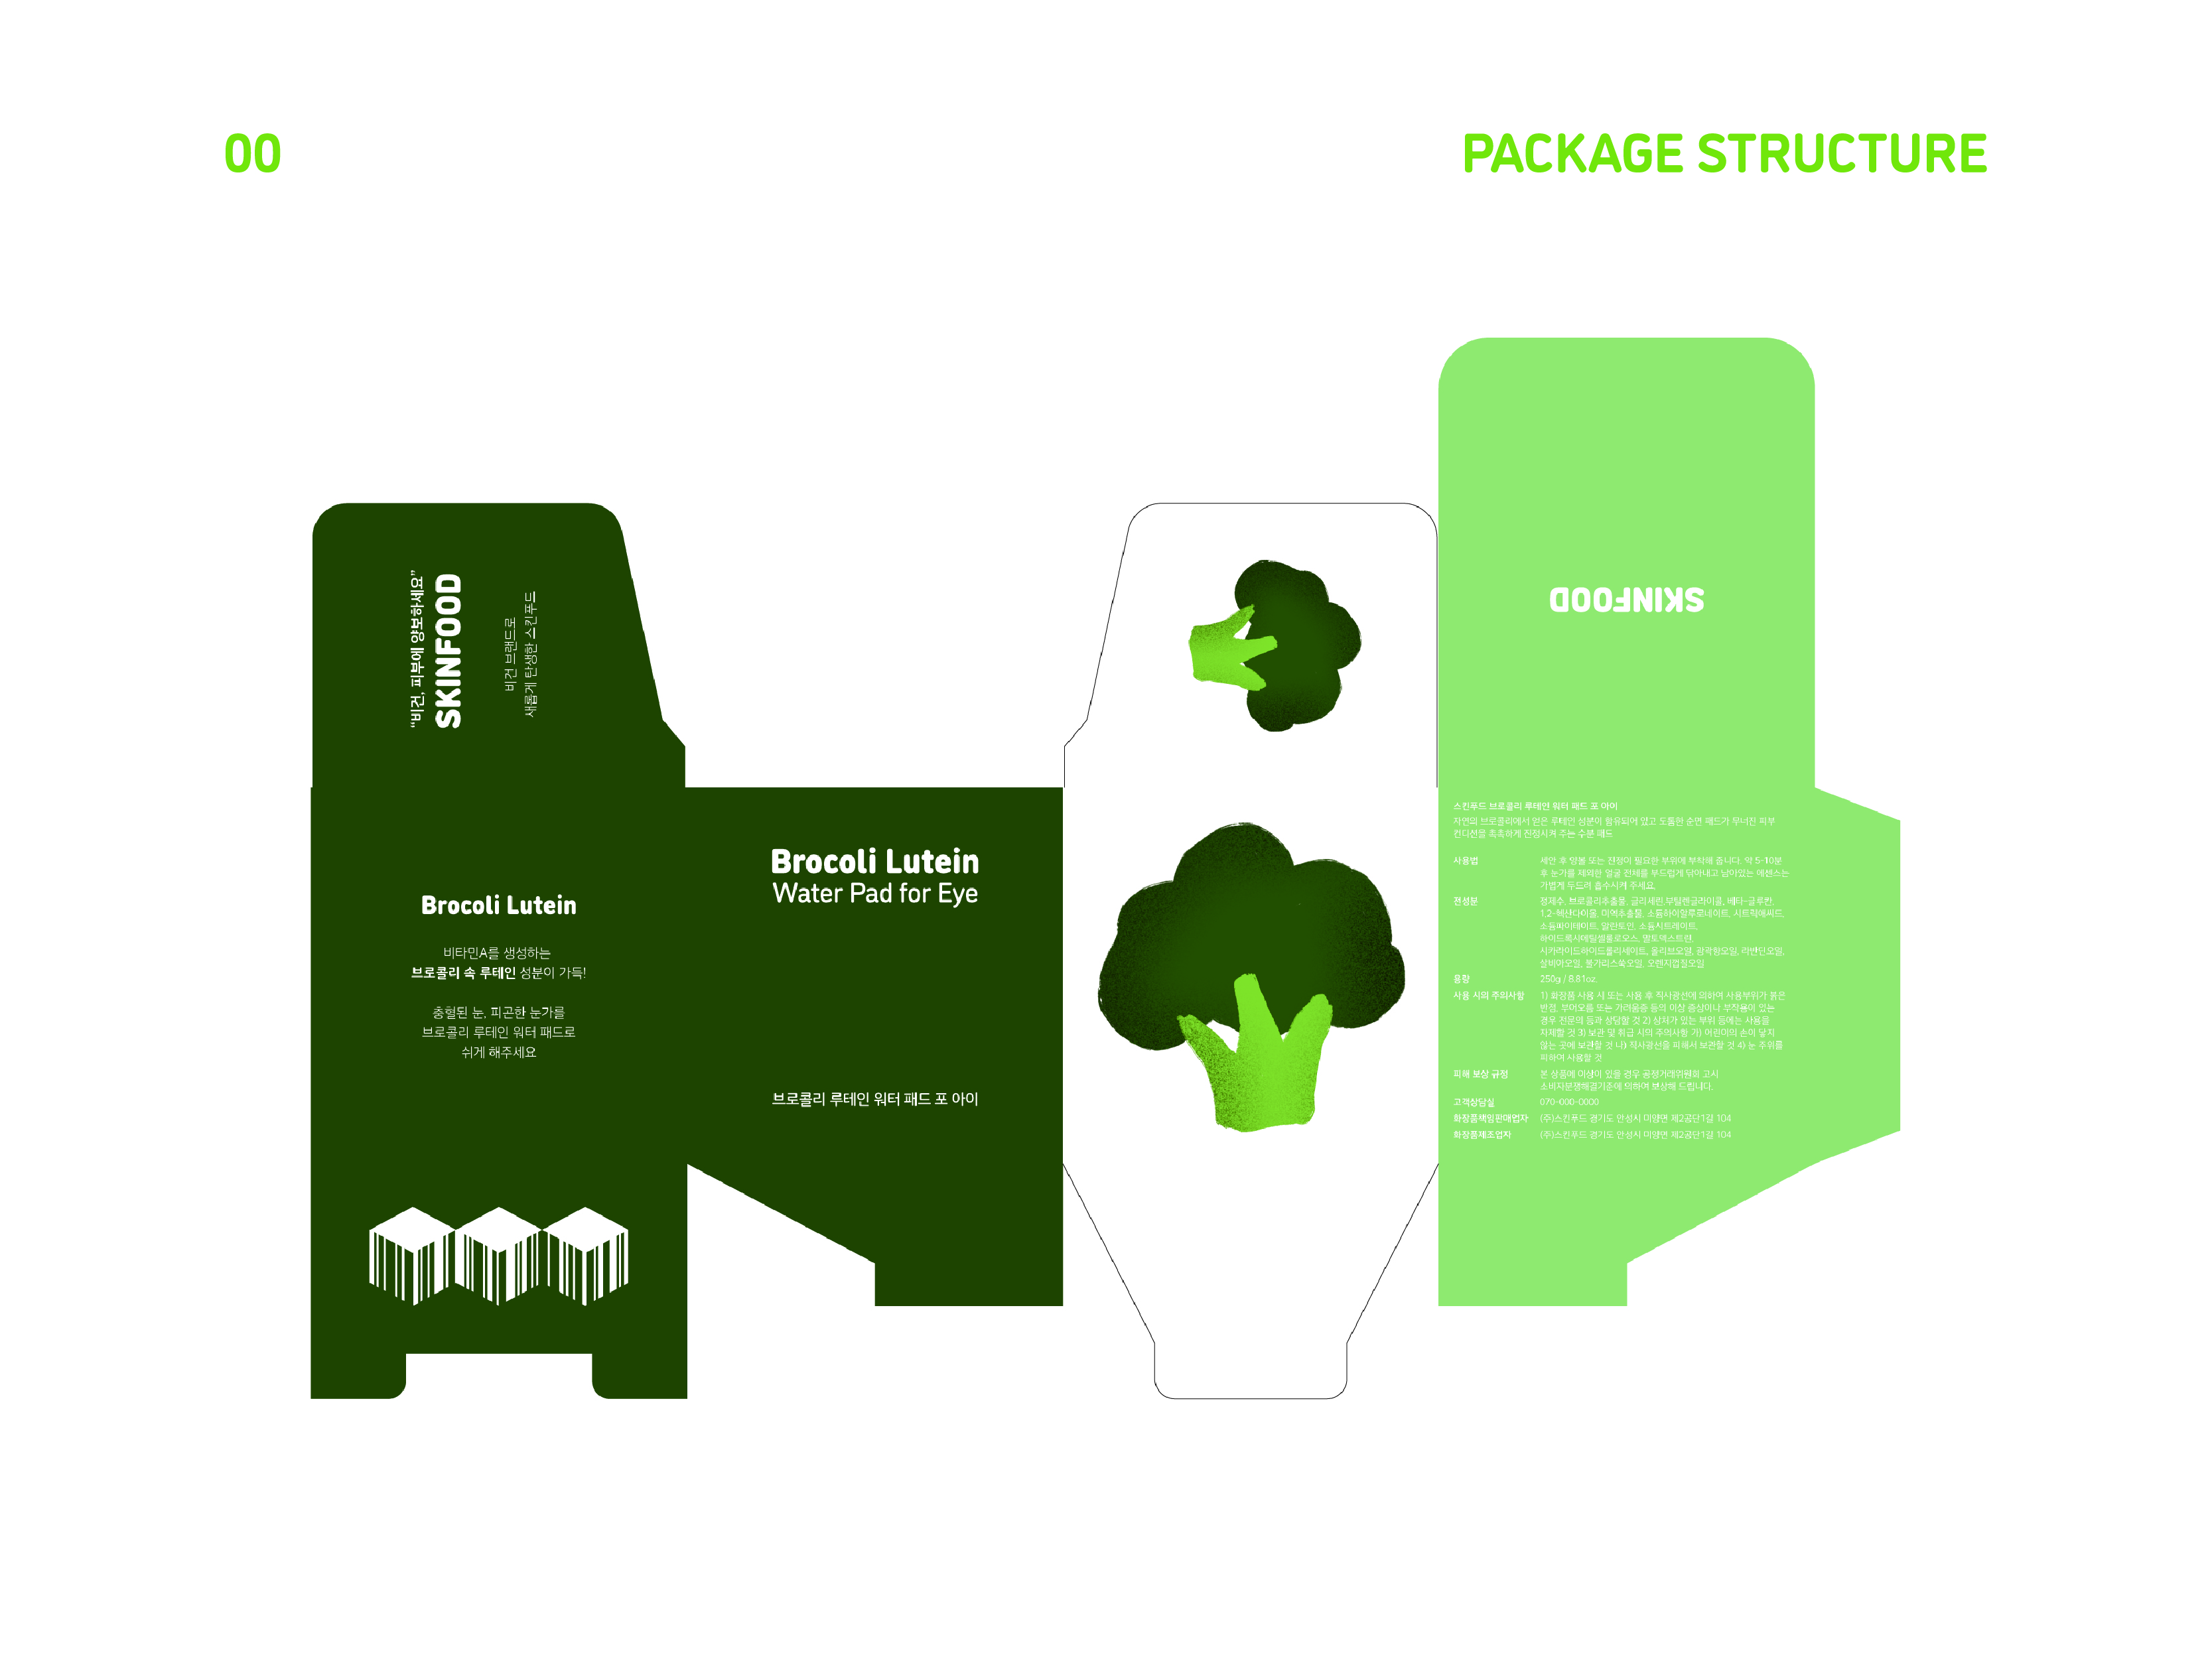 00
PACKAGE STRUCTURE
“비건, 피부에 양보하세요”
SKINFOOD
비건 브랜드로
새롭게 탄생한 스킨푸드
Brocoli Lutein
비타민A를 생성하는
브로콜리 속 루테인 성분이 가득!
충혈된 눈, 피곤한 눈가를
브로콜리 루테인 워터 패드로
쉬게 해주세요
Brocoli Lutein
Water Pad for Eye
브로콜리 루테인 워터 패드 포 아이
SKINFOOD
스킨푸드 브로콜리 루테인 워터 패드 포 아이
자연의 브로콜리에서 얻은 루테인 성분이 함유되어 있고 도톰한 순면 패드가 무너진 피부
컨디션을 촉촉하게 진정시켜 주는 수분 패드
사용법 세안 후 양볼 또는 진정이 필요한 부위에 부착해 줍니다. 약 5-10분
후 눈가를 제외한 얼굴 전체를 부드럽게 닦아내고 남아있는 에센스는
가볍게 두드려 흡수시켜 주세요.
전성분 정제수, 브로콜리추출물, 글리세린,부틸렌글라이콜, 베타-글루칸,
1,2-헥산다이올, 미역추출물, 소듐하이알루로네이트, 시트릭애씨드,
소듐파이테이트, 알란토인, 소듐시트레이트,
하이드록시에틸셀룰로오스, 말토덱스트린,
시카라이드하이드롤리세이트, 올리브오일, 광곽향오일, 라반딘오일,
살비아오일, 불가리스쑥오일, 오렌지껍질오일
용량 250g / 8.81oz.
사용 시의 주의사항 1) 화장품 사용 시 또는 사용 후 직사광선에 의하여 사용부위가 붉은
반점, 부어오름 또는 가려움증 등의 이상 증상이나 부작용이 있는
경우 전문의 등과 상담할 것 2) 상처가 있는 부위 등에는 사용을
자제할 것 3) 보관 및 취급 시의 주의사항 가) 어린이의 손이 닿지
않는 곳에 보관할 것 나) 직사광선을 피해서 보관할 것 4) 눈 주위를
피하여 사용할 것
피해 보상 규정 본 상품에 이상이 있을 경우 공정거래위원회 고시
소비자분쟁해결기준에 의하여 보상해 드립니다.
고객상담실 070-000-0000
화장품책임판매업자 (주)스킨푸드 경기도 안성시 미양면 제2공단1길 104
화장품제조업자 (주)스킨푸드 경기도 안성시 미양면 제2공단1길 104